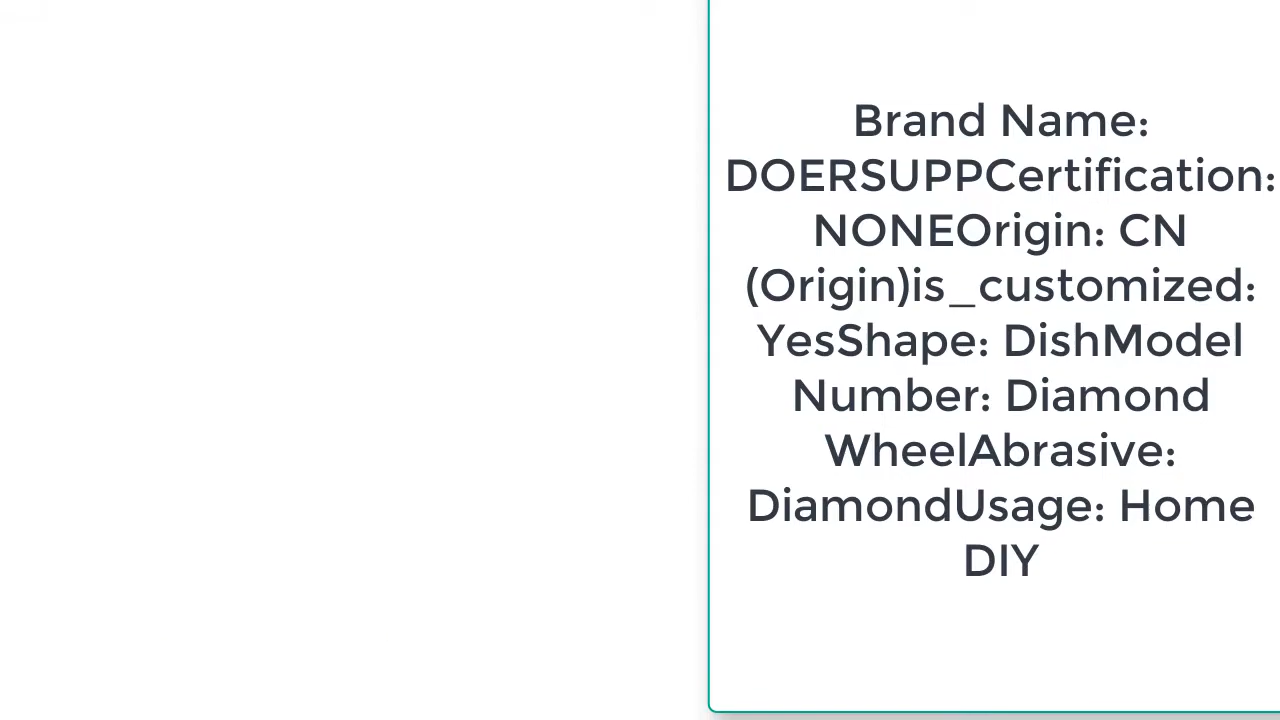 Brand Name:
DOERSUPPCertification:
NONEOrigin: CN
(Origin)is_customized:
YesShape: DishModel
Number: Diamond
WheelAbrasive:
DiamondUsage: Home
DIY